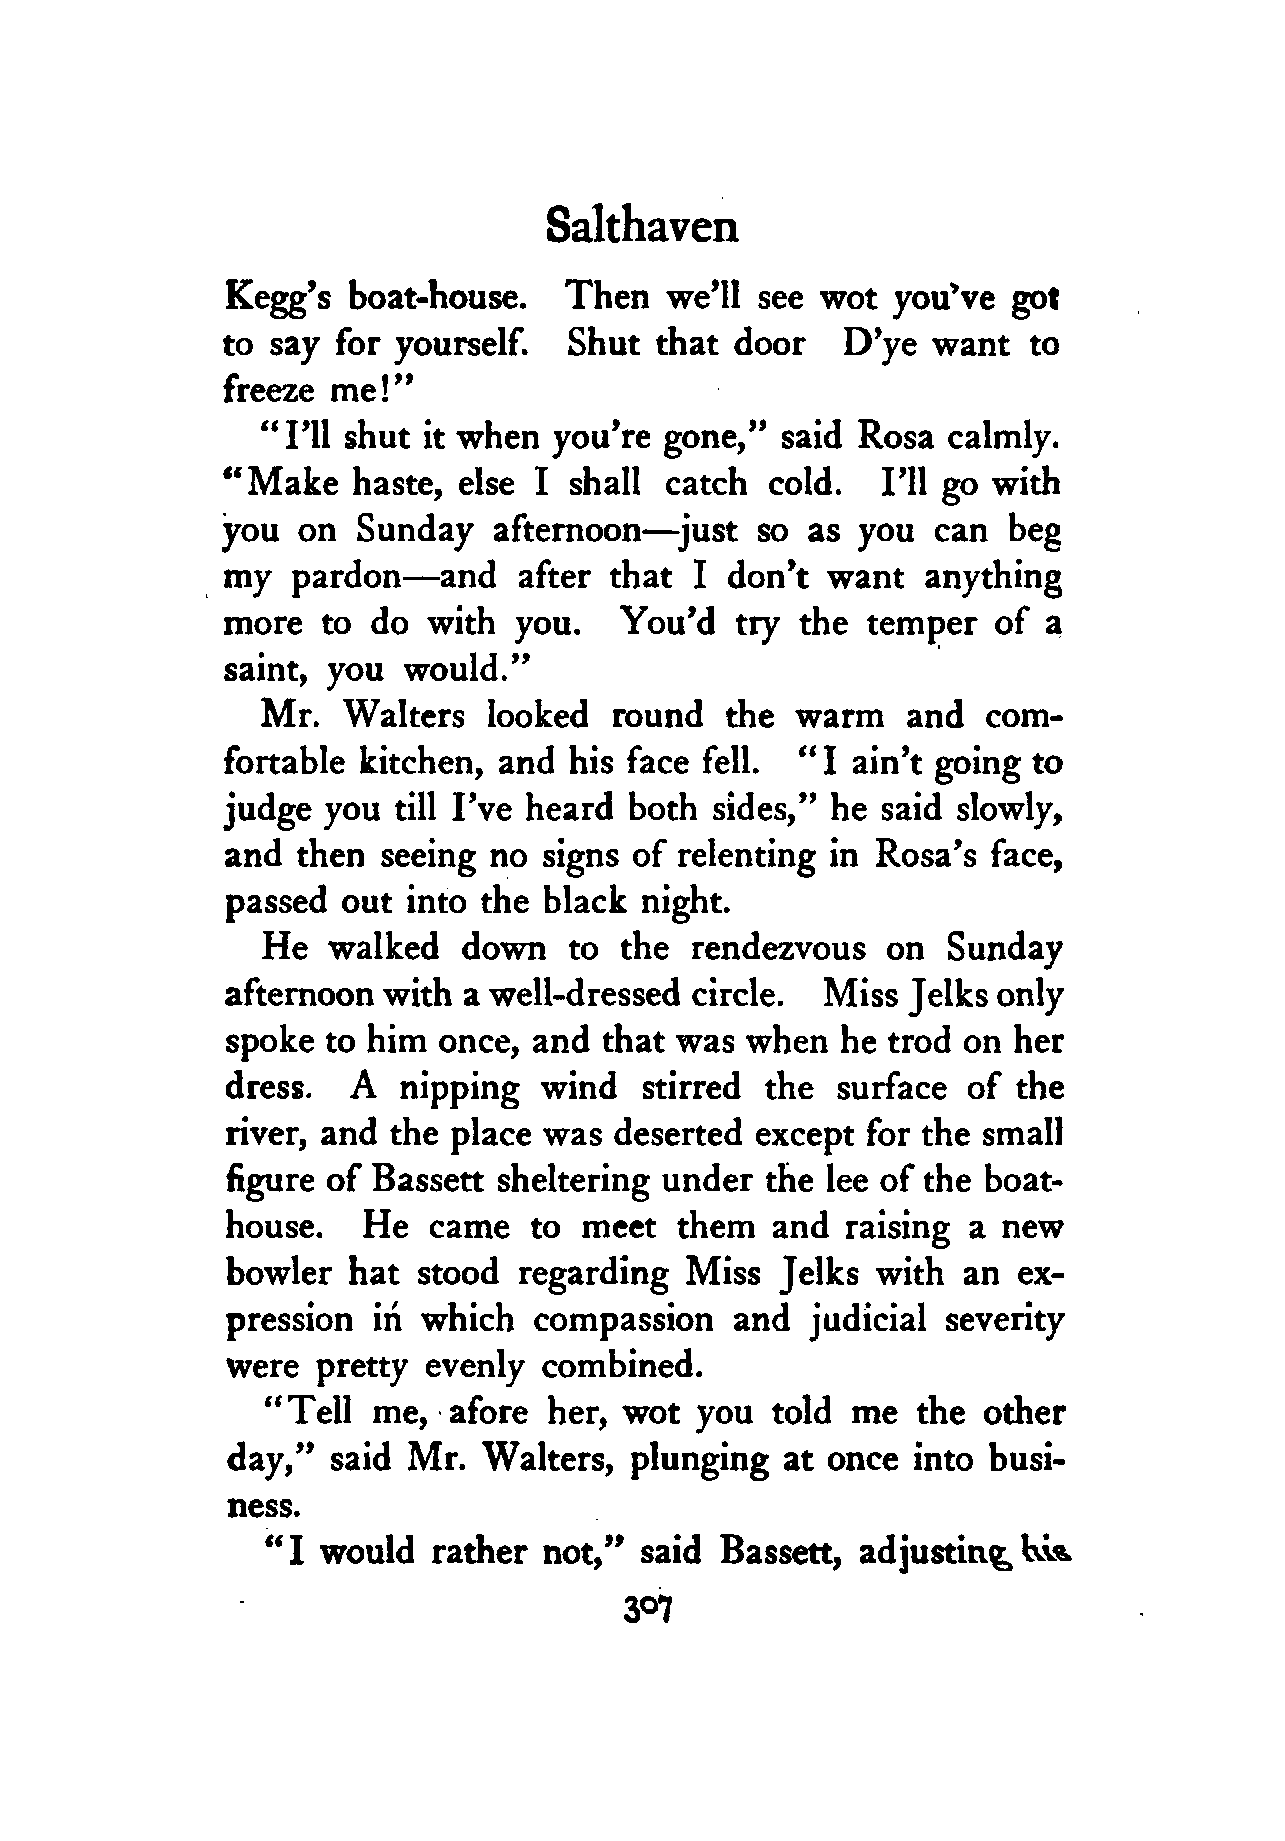 Salthaven
Kegg's boat-house. Then we'll see wot you've got
to say for yourself. Shut that door D'ye want to
freeze me!"
"I'll shut it when you're gone," said Rosa calmly.
"Make haste, else I shall catch cold. I'll go with
you on Sunday afternoon—just so as you can beg
my pardon—and after that I don't want anything
more to do with you. You'd try the temper of a
saint, you would."
Mr. Walters looked round the warm and com-
fortable kitchen, and his face fell. "I ain't going to
judge you till I've heard both sides," he said slowly,
and then seeing no signs of relenting in Rosa's face,
passed out into the black night.
He walked down to the rendezvous on Sunday
afternoon with a well-dressed circle. Miss Jelks only
spoke to him once, and that was when he trod on her
dress. A nipping wind stirred the surface of the
river, and the place was deserted except for the small
figure of Bassett sheltering under the lee of the boat-
house. He came to meet them and raising a new
bowler hat stood regarding Miss Jelks with an ex-
pression in which compassion and judicial severity
were pretty evenly combined.
"Tell me, afore her, wot you told me the other
day," said Mr. Walters, plunging at once into busi-
ness.
"I would rather not," said Bassett, adjusting his
307